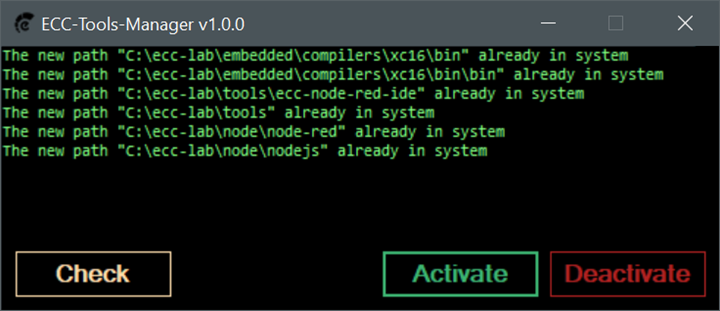 ECC-Tools-Manager v1.0.0
The new path "C:\ecc-lab\embedded\compilers\xc16\bin" already in system
The new path "C:\ecc-lab\embedded\compilers\xc16\bin\bin" already in system
The new path "C:\ecc-lab\tools\ecc-node-red-ide" already in system
The new path "C:\ecc-lab\tools" already in system
The new path "C:\ecc-lab\node\node-red" already in system
The new path "C:\ecc-lab\node\nodejs" already in system
Check
Activate
Deactivate